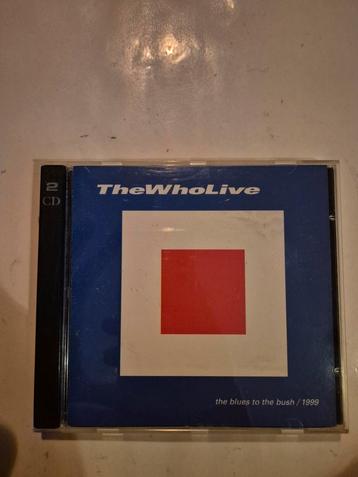 2
CD
TheWhoLive
the blues to the bush / 1999